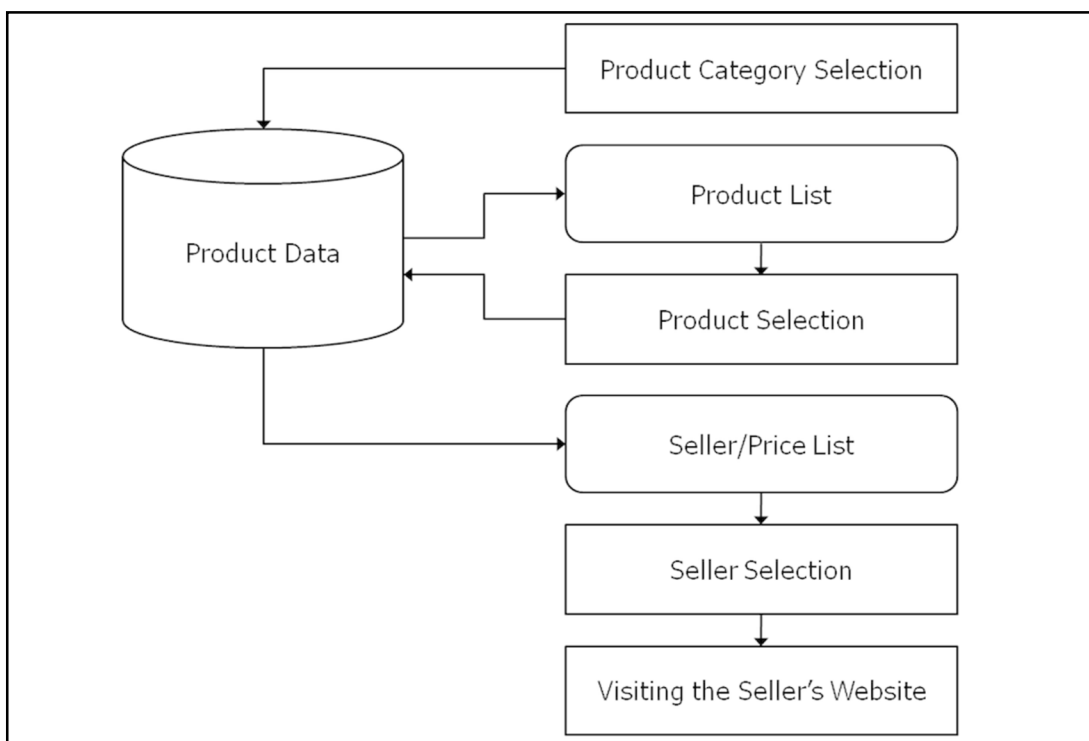 Product Category Selection
Product List
Product Data
Product Selection
Seller/Price List
Seller Selection
Visiting the Seller’s Website